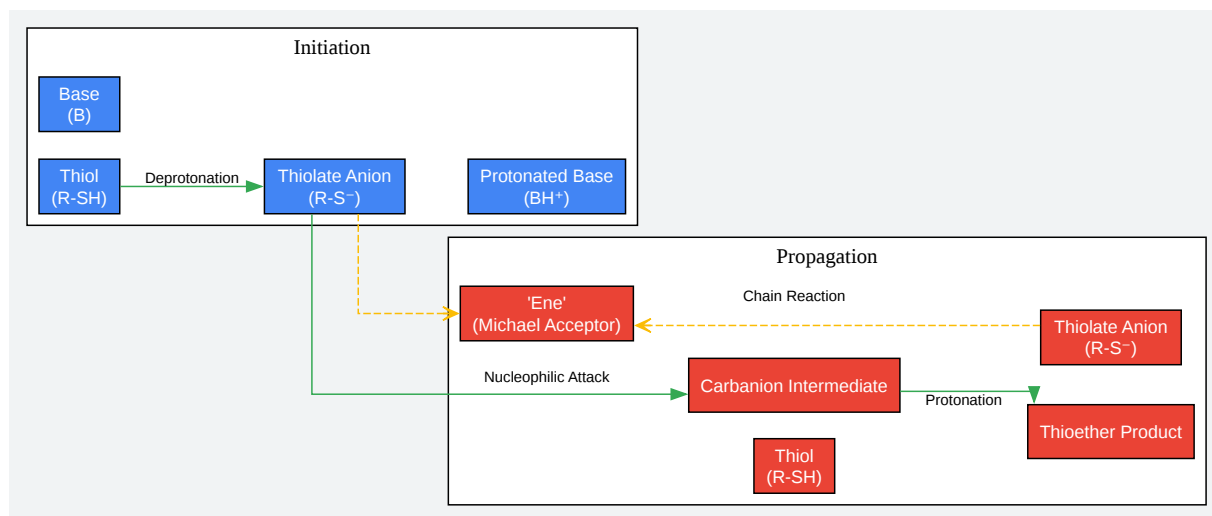 Initiation
Base
(B)
Thiol
(R-SH)
Deprotonation
Thiolate Anion
(R-S⁻)
Protonated Base
(BH⁺)
Propagation
'Ene'
(Michael Acceptor)
Chain Reaction
Thiolate Anion
(R-S⁻)
Nucleophilic Attack
Carbanion Intermediate
Protonation
Thioether Product
Thiol
(R-SH)